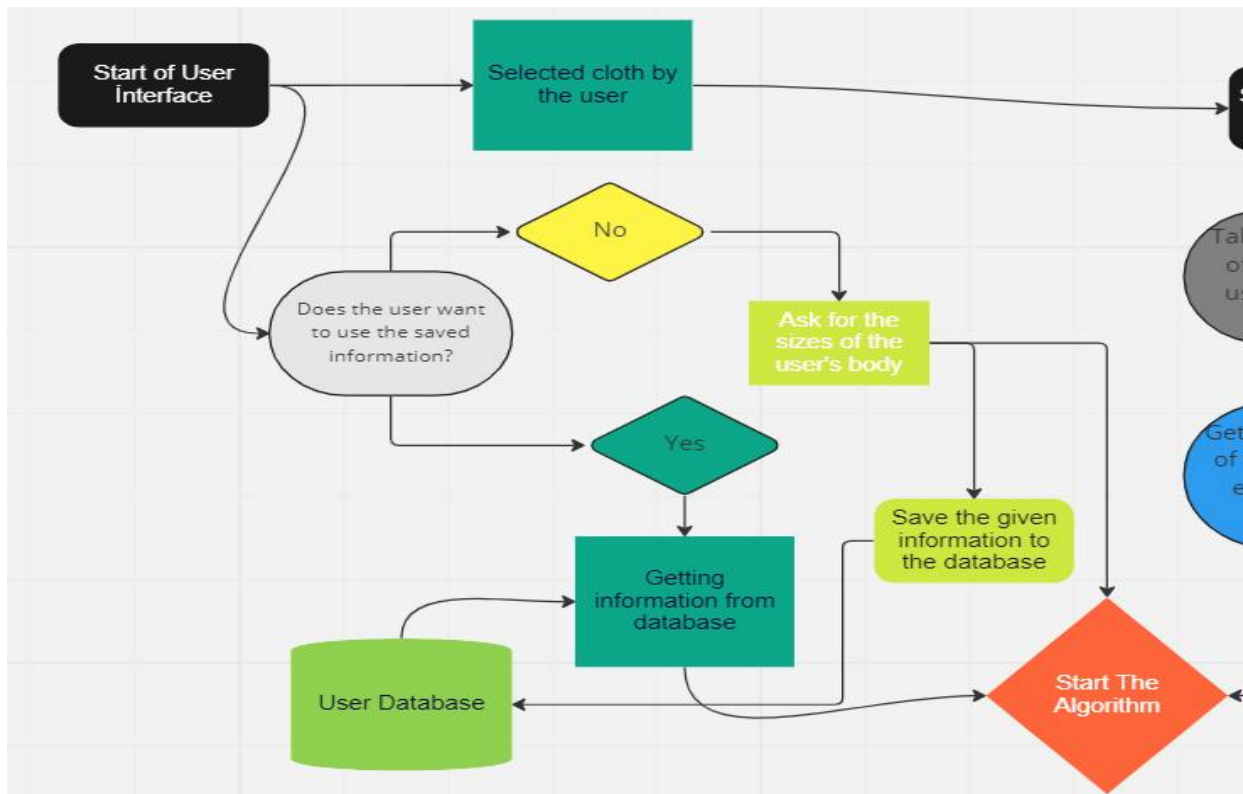 Start of User
İnterface
Selected cloth by
the user
No
Does the user want
to use the saved
information?
Ask for the
sizes of the
user's body
Yes
Save the given
information to
the database
Getting
information from
database
User Database
Start The
Algorithm
Get
of